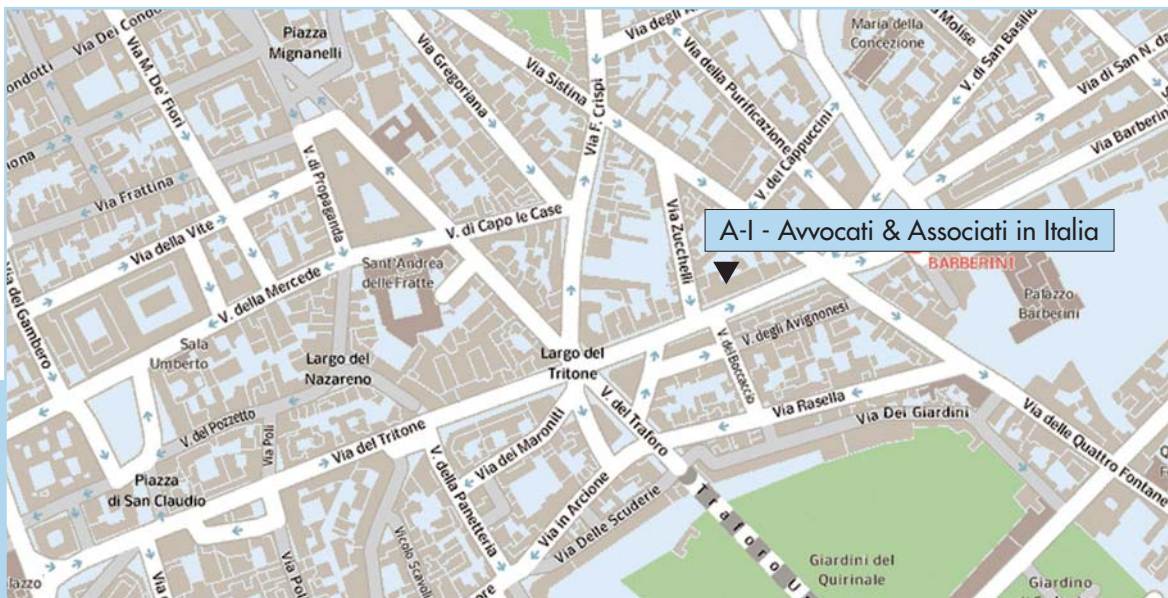 Via Dei Condotti
Condotti
Via M. De' Fiori
Piazza
Mignanelli
Via Gregoriana
Via Sistina
Via F. Crispi
Via degli
Via della Purificazione
Maria della
Concezione
Molise
V. di San Basilio
Via di San N. da
Via Barberini
V. dei Cappuccini
Via Frattina
V. di Propaganda
Via della Vite
V. di Capo le Case
Via Zucchelli
A-I - Avvocati & Associati in Italia
BARBERINI
Palazzo
Barberini
Via del Gambero
V. della Mercede
Sant'Andrea
delle Fratte
Sala
Umberto
Largo del
Nazareno
Largo del
Tritone
V. degli Avignonesi
V. del Boccaccio
Via Rasella
Via Dei Giardini
Via delle Quattro Fontane
V. del Pozzetto
Via Poli
Via del Tritone
Via dei Maroniti
V. del Traforo
Piazza
di San Claudio
V. della Panetteria
Via in Arcione
Via Delle Scuderie
Vicolo Scavolino
Traforo U
Giardini del
Quirinale
Giardino